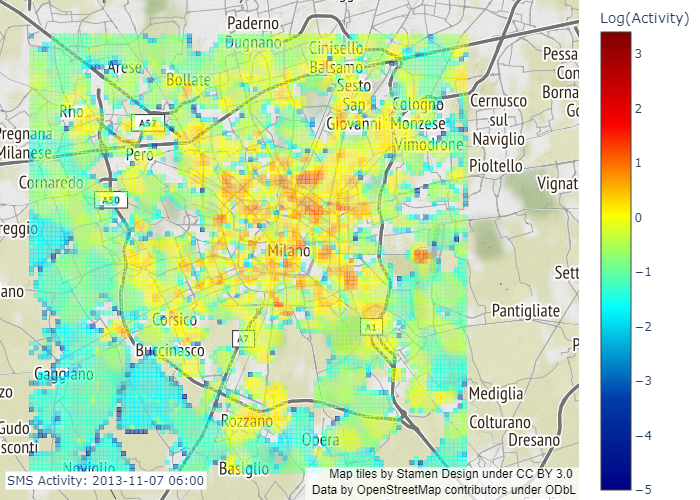 Log(Activity)
3
2
1
0
−1
−2
−3
−4
−5
Paderno
Dugnano
Cinisello
Balsamo
Arese
Bollate
Sesto
San
Giovanni
Cologno
Monzese
Cernusco
sul
Naviglio
Pessa
Con
Borna
Go
Rho
A52
Pregnana
Milanese
Pero
Vimodrone
Pioltello
Cornaredo
A50
Vignat
reggio
Milano
Sett
ano
Pantigliate
Corsico
A7
A1
Buccinasco
P
Gaggiano
zzo
Mediglia
Rozzano
Gudo
sconti
Opera
Colturano
Dresano
Noviglio
Basiglio
SMS Activity: 2013-11-07 06:00
Map tiles by Stamen Design under CC BY 3.0
Data by OpenStreetMap contributors under ODbL